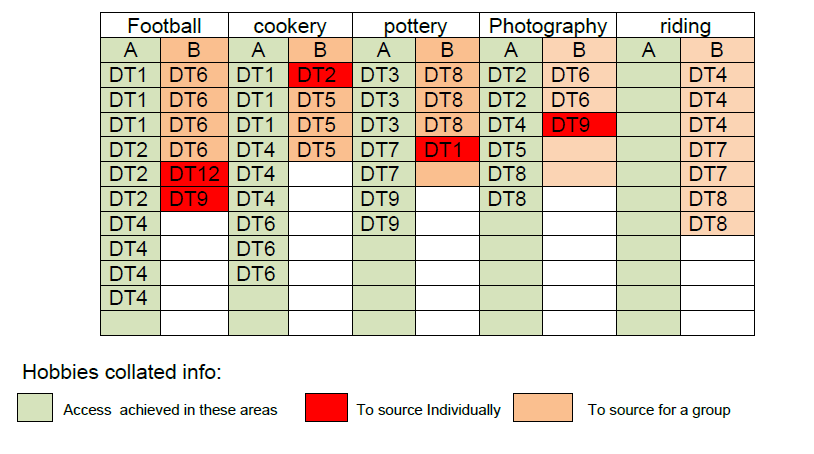 Football cookery pottery Photography riding
A B A B A B A B A B
DT1 DT6 DT1 DT2 DT3 DT8 DT2 DT6 DT4
DT1 DT6 DT1 DT5 DT3 DT8 DT2 DT6 DT4
DT1 DT6 DT1 DT5 DT3 DT8 DT4 DT9 DT4
DT2 DT6 DT4 DT5 DT7 DT1 DT5 DT7
DT2 DT12 DT4 DT7 DT8 DT7
DT2 DT9 DT4 DT9 DT8 DT8
DT4 DT6 DT9 DT8
DT4 DT6
DT4 DT6
DT4
Hobbies collated info:
Access achieved in these areas To source Individually To source for a group